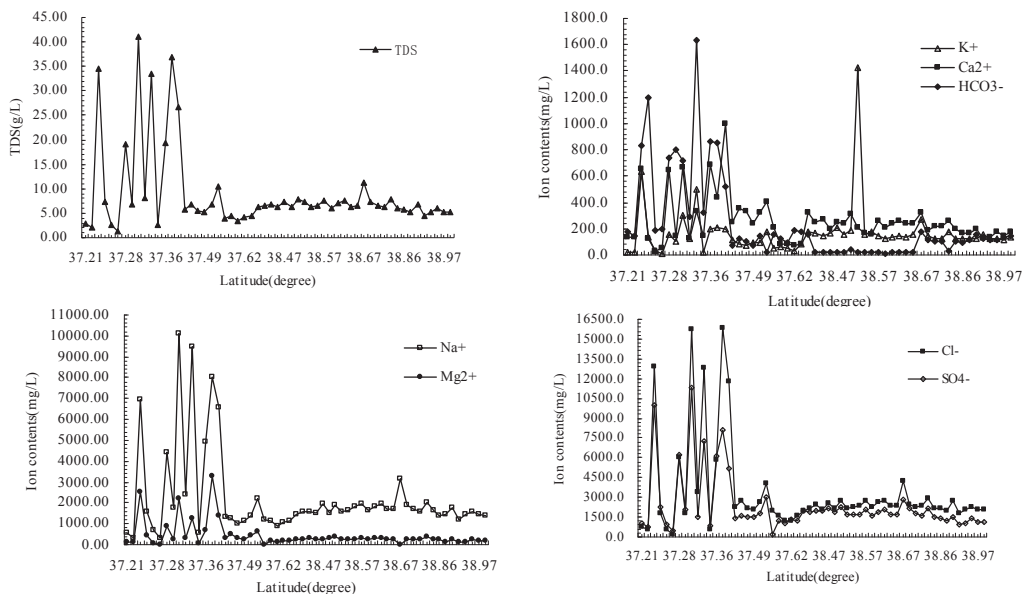 45.00
40.00
35.00
30.00
25.00
20.00
15.00
10.00
5.00
0.00
TDS(g/L)
TDS
37.21 37.28 37.36 37.49 37.62 38.47 38.57 38.67 38.97
Latitude(degree)
1800.0
1600.0
1400.0
1200.0
1000.0
800.0
600.0
400.0
200.0
0.0
Ion contents(mg/L)
K+
Ca2+
HCO3-
37.21 37.28 37.36 37.49 37.62 38.47 38.57 38.67 38.97
Latitude(degree)
11000.00
10000.00
9000.00
8000.00
7000.00
6000.00
5000.00
4000.00
3000.00
2000.00
1000.00
0.00
Ion contents(mg/L)
Na+
Mg2+
37.21 37.28 37.36 37.49 37.62 38.47 38.57 38.67 38.97
Latitude(degree)
16500.0
15000.0
13500.0
12000.0
10500.0
9000.0
7500.0
6000.0
4500.0
3000.0
1500.0
0.0
Ion contents(mg/L)
Cl-
SO4-
37.21 37.28 37.36 37.49 37.62 38.47 38.57 38.67 38.97
Latitude(degree)